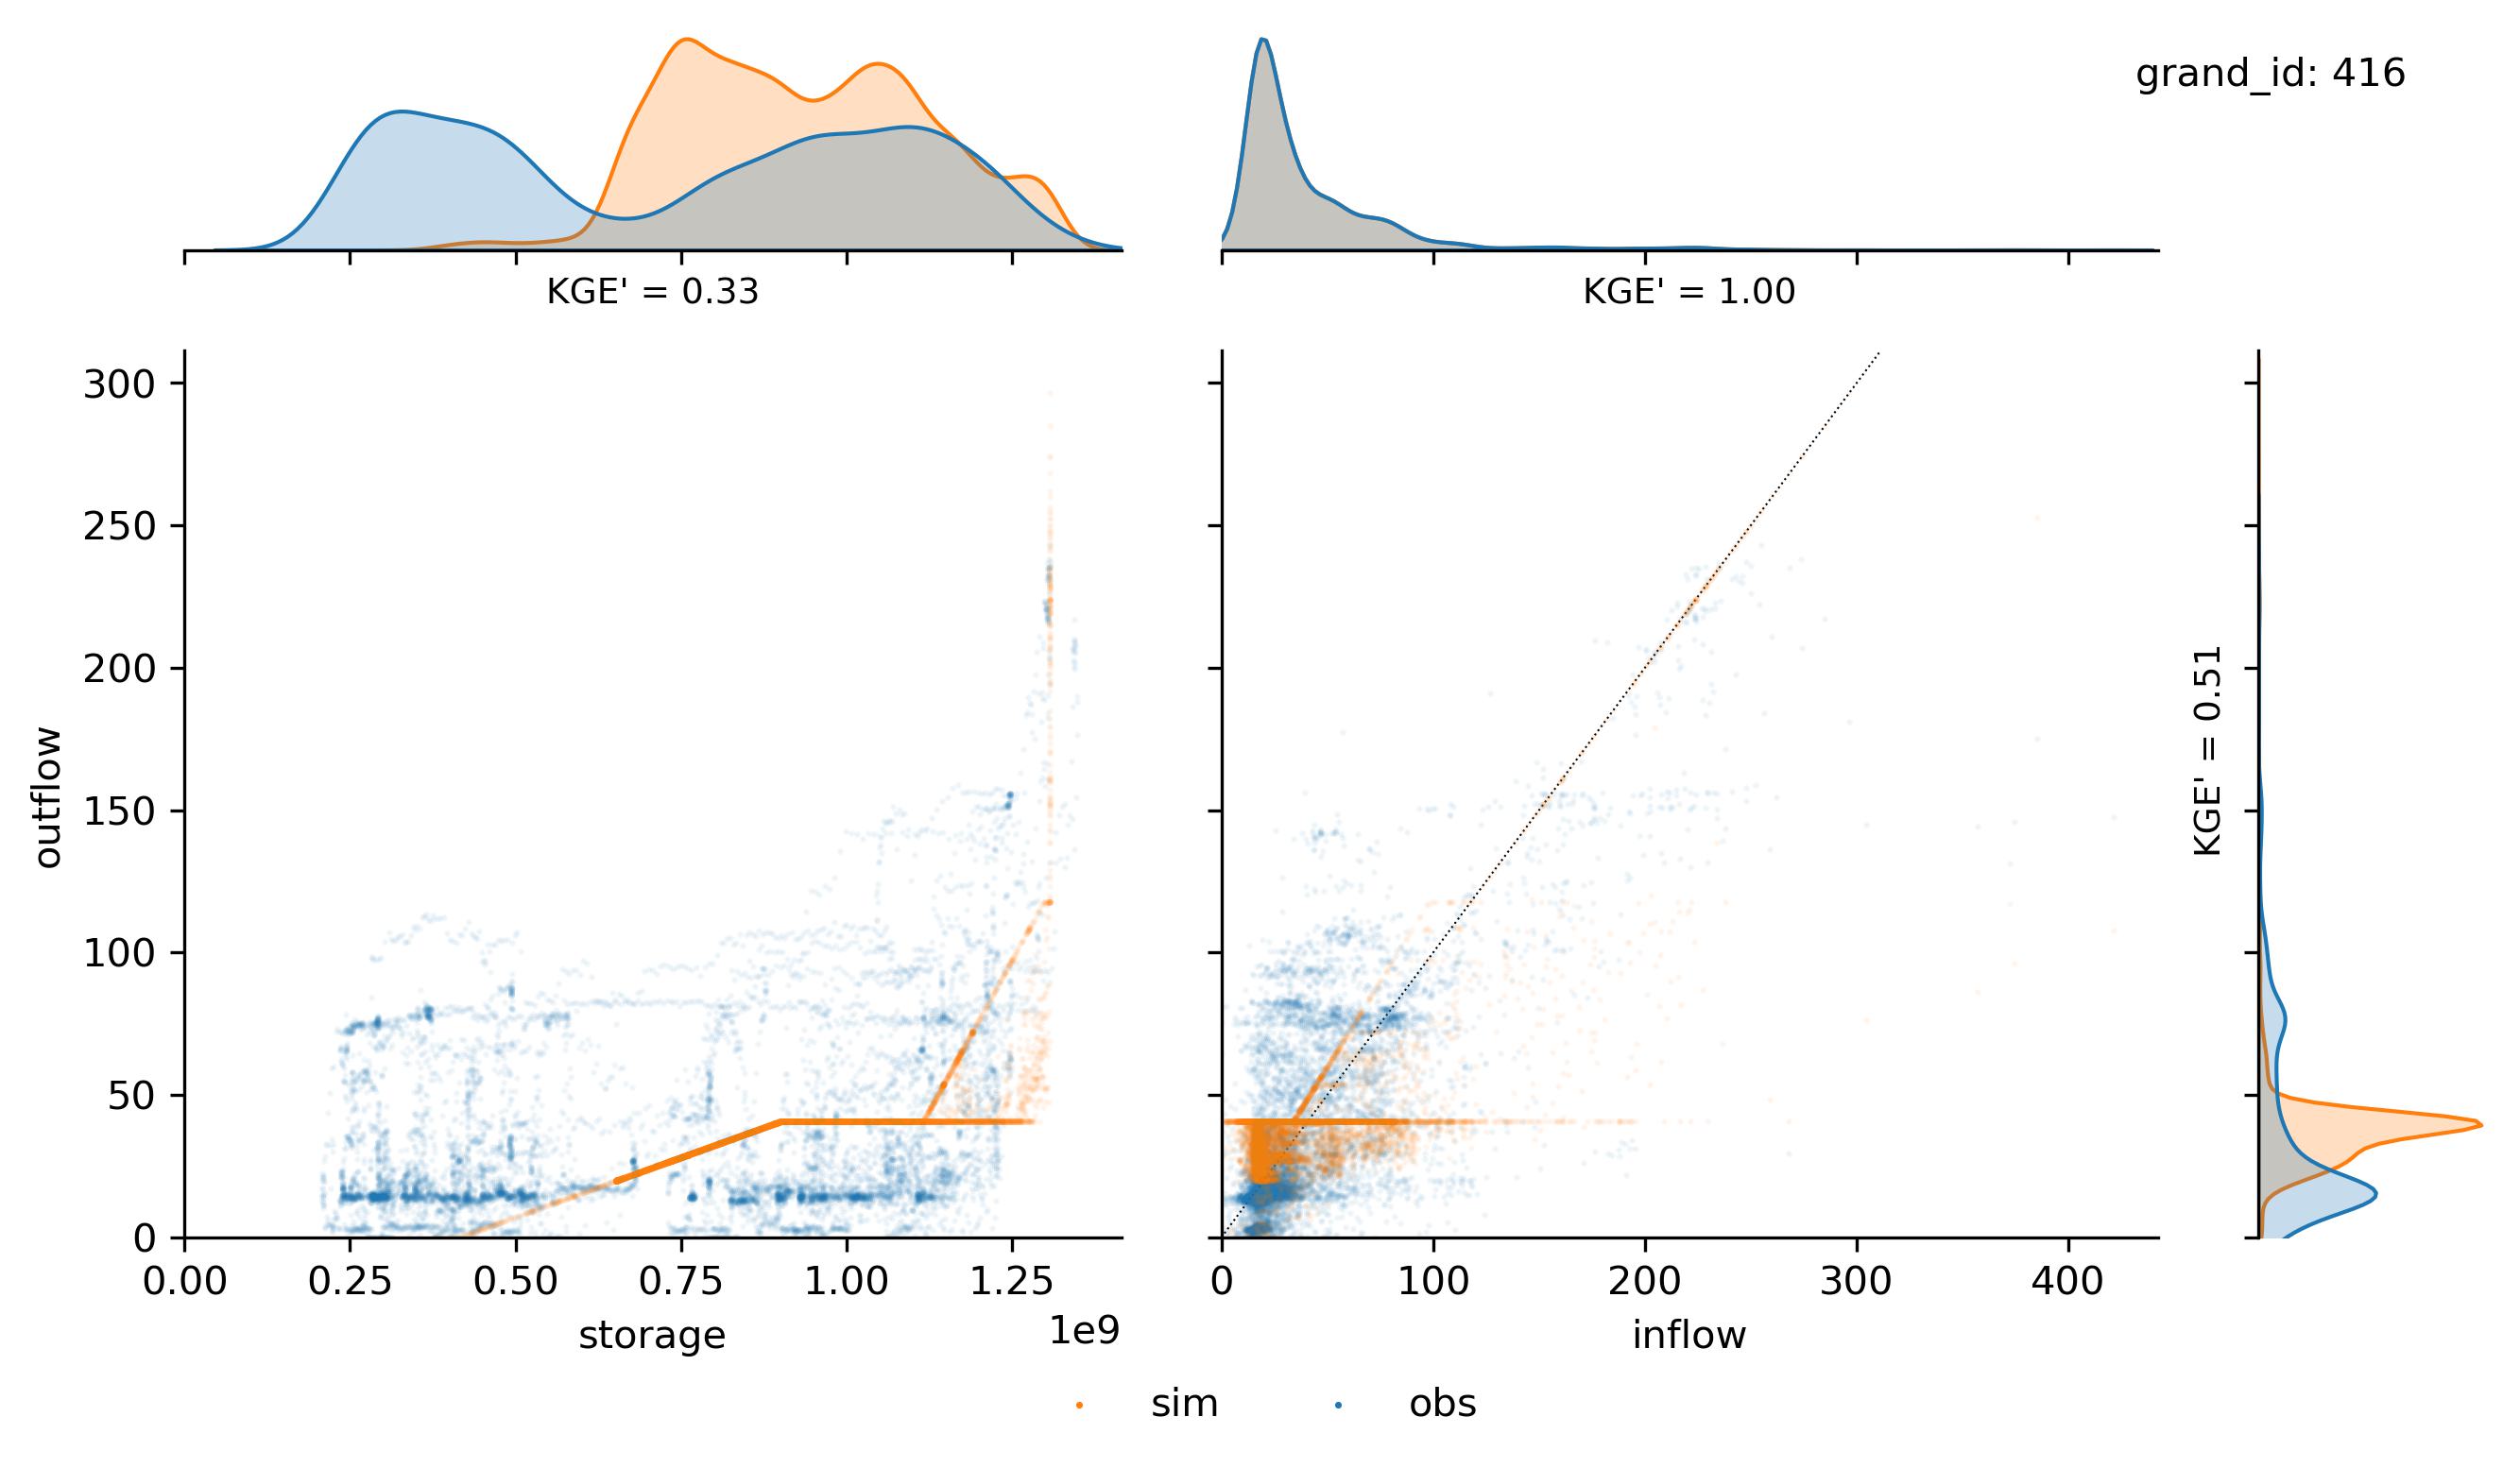 grand_id: 416
KGE' = 0.33
KGE' = 1.00
300
250
200
150
100
50
0
outflow
KGE' = 0.51
0.00 0.25 0.50 0.75 1.00 1.25
0 100 200 300 400
1e9
storage
inflow
sim obs